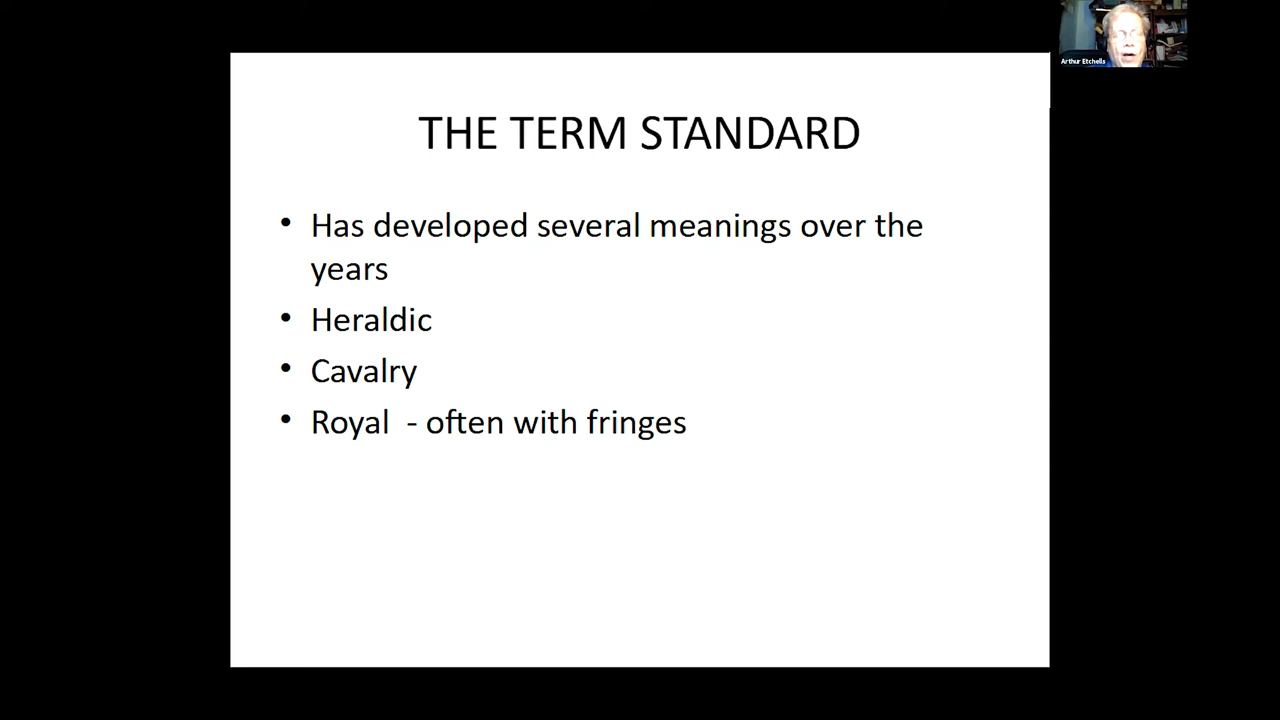 Arthur Etchells
THE TERM STANDARD
• Has developed several meanings over the
years
• Heraldic
• Cavalry
• Royal - often with fringes